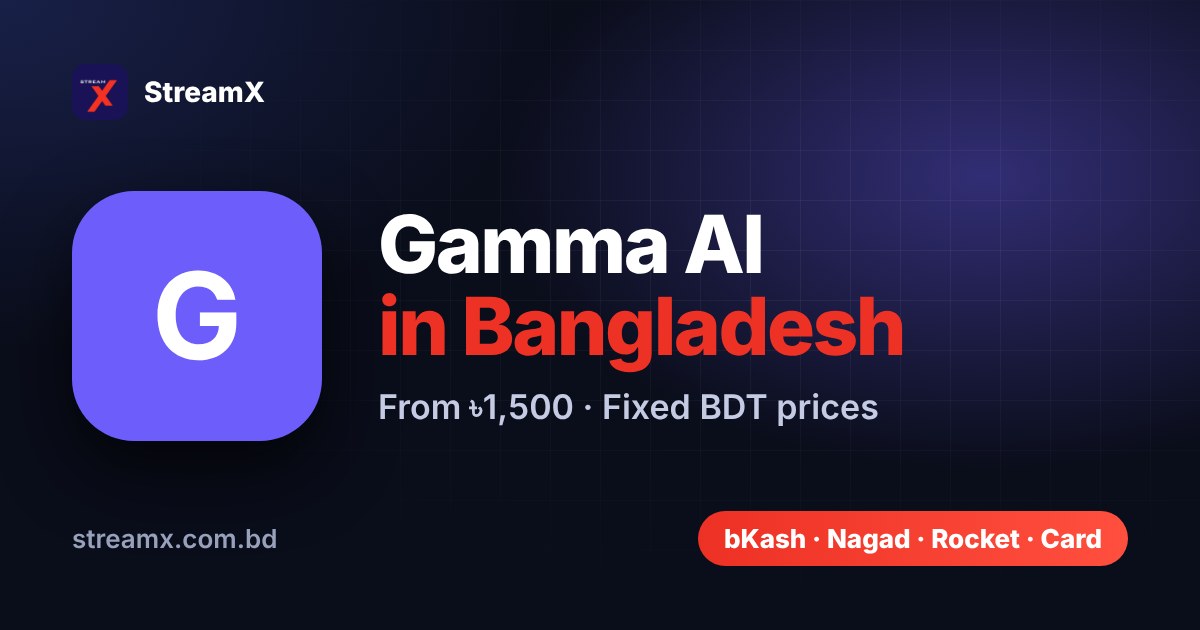 STREAM
X
StreamX
G
Gamma AI
in Bangladesh
From ৳1,500 · Fixed BDT prices
streamx.com.bd
bKash · Nagad · Rocket · Card